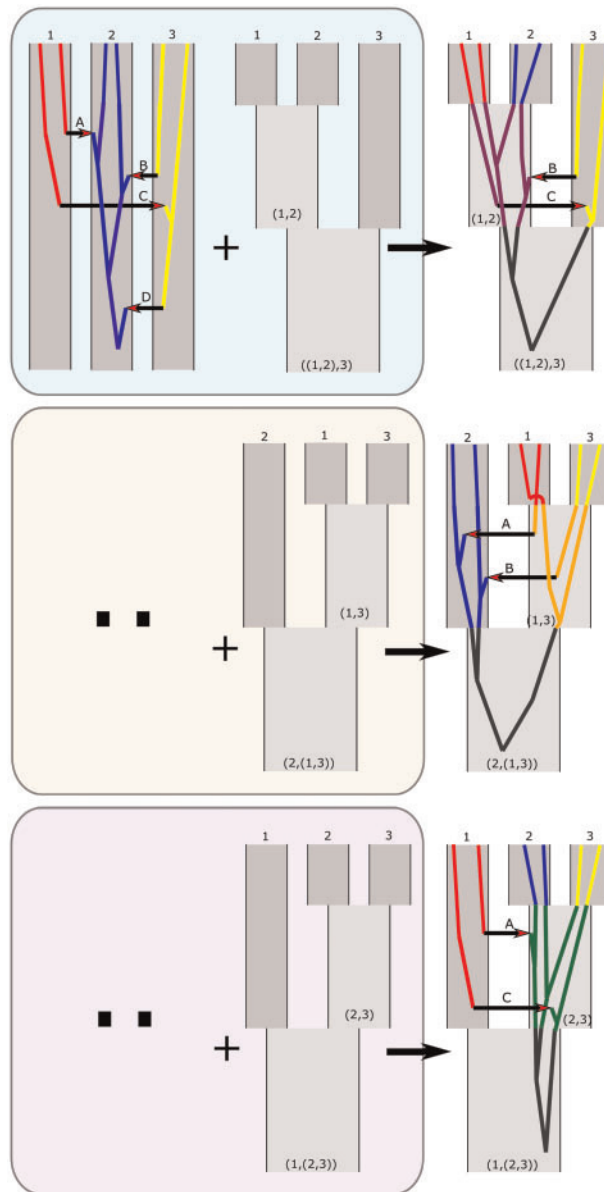 1 2 3 1 2 3 1 2 3
A
B B
C (1,2) C
+
(1,2)
D
((1,2),3) ((1,2),3)
2 1 3 2 1 3
A
B
(1,3) (1,3)
+
(2,(1,3)) (2,(1,3))
1 2 3 1 2 3
A
C
(2,3) (2,3)
+
(1,(2,3)) (1,(2,3))